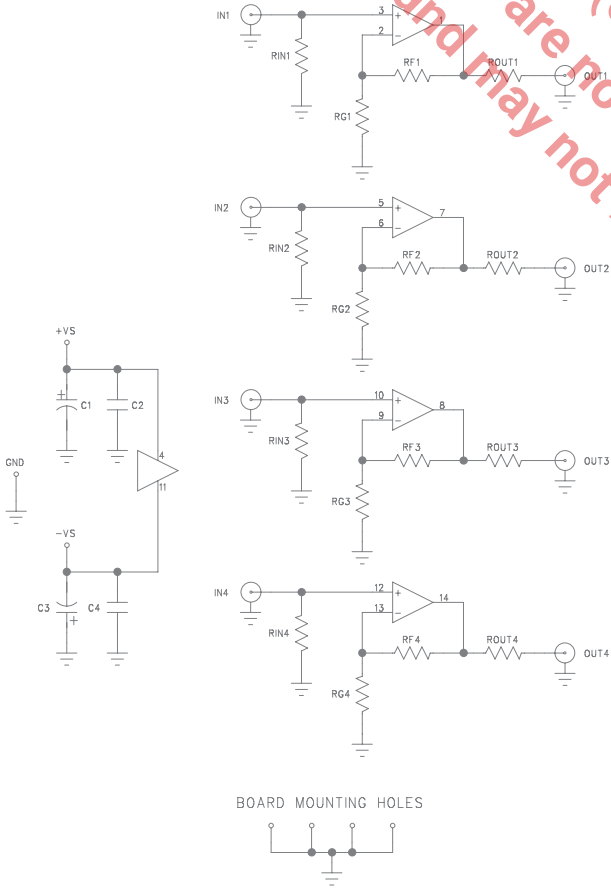 (
are no
and may not
IN1
3
+
2
−
1
RIN1
RF1
ROUT1
OUT1
RG1
IN2
5
+
6
−
7
RIN2
RF2
ROUT2
OUT2
RG2
+VS
+
C1
C2
4
11
GND
-VS
C3
+
C4
IN3
10
+
9
−
8
RIN3
RF3
ROUT3
OUT3
RG3
IN4
12
+
13
−
14
RIN4
RF4
ROUT4
OUT4
RG4
BOARD MOUNTING HOLES